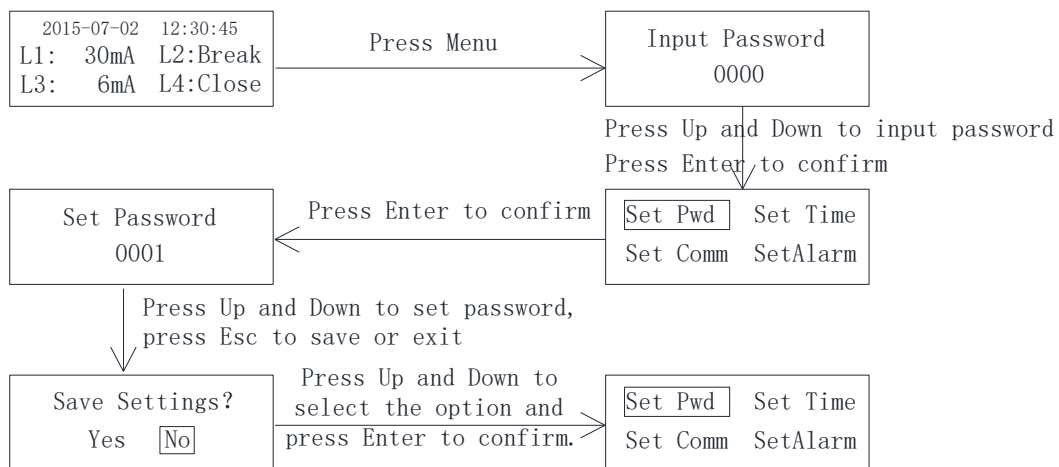 2015-07-02 12:30:45
L1: 30mA L2:Break
L3: 6mA L4:Close
Press Menu
Input Password
0000
Press Up and Down to input password
Press Enter to confirm
Set Pwd Set Time
Set Comm SetAlarm
Press Enter to confirm
Set Password
0001
Press Up and Down to set password,
press Esc to save or exit
Save Settings?
Yes No
Press Up and Down to
select the option and
press Enter to confirm.
Set Pwd Set Time
Set Comm SetAlarm